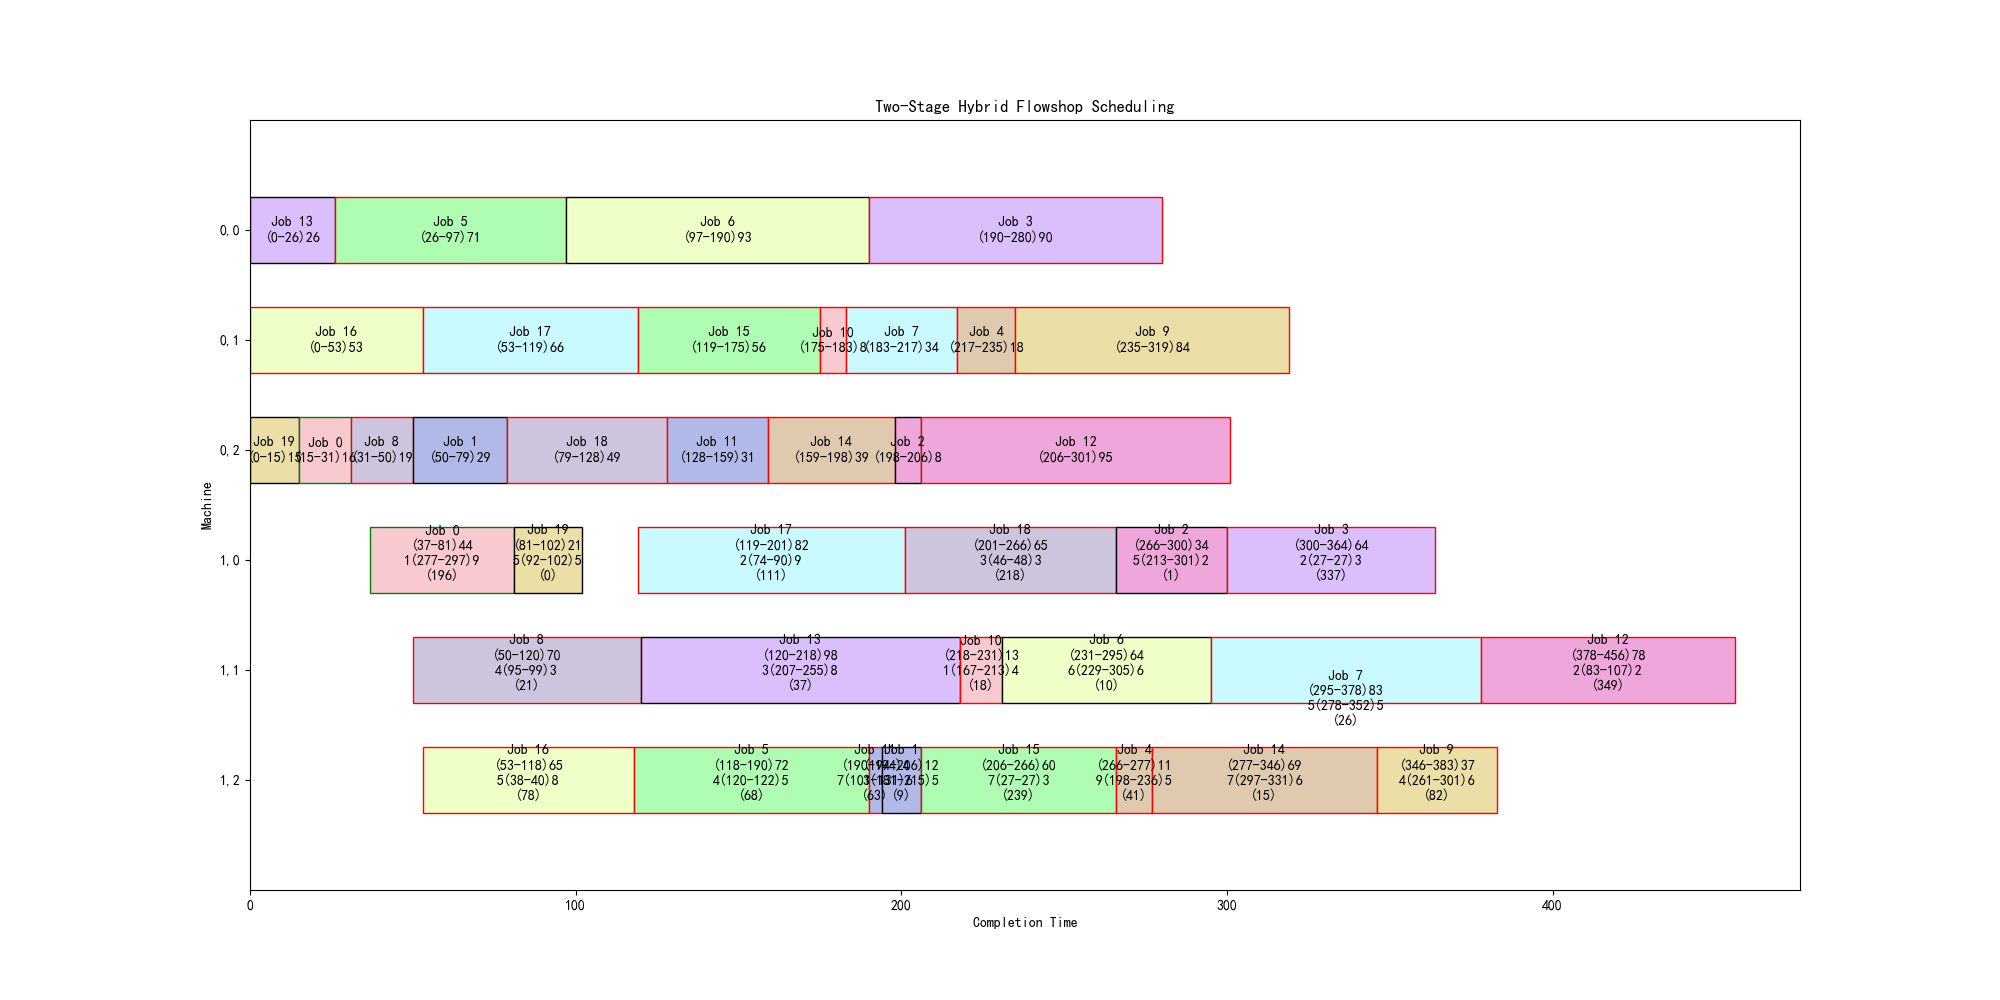 Two-Stage Hybrid Flowshop Scheduling
0,0
Job 13
(0-26)26
Job 5
(26-97)71
Job 6
(97-190)93
Job 3
(190-280)90
0,1
Job 16
(0-53)53
Job 17
(53-119)66
Job 15
(119-175)56
Job 10
(175-183)8
Job 7
(183-217)34
Job 4
(217-235)18
Job 9
(235-319)84
0,2
Job 19
(0-15)15
Job 0
(15-31)16
Job 8
(31-50)19
Job 1
(50-79)29
Job 18
(79-128)49
Job 11
(128-159)31
Job 14
(159-198)39
Job 2
(198-206)8
Job 12
(206-301)95
Machine
1,0
Job 0
(37-81)44
1(277-297)9
(196)
Job 19
(81-102)21
5(92-102)5
(0)
Job 17
(119-201)82
2(74-90)9
(111)
Job 18
(201-266)65
3(46-48)3
(218)
Job 2
(266-300)34
5(213-301)2
(1)
Job 3
(300-364)64
2(27-27)3
(337)
1,1
Job 8
(50-120)70
4(95-99)3
(21)
Job 13
(120-218)98
3(207-255)8
(37)
Job 10
(218-231)13
1(167-213)4
(18)
Job 6
(231-295)64
6(229-305)6
(10)
Job 7
(295-378)83
5(278-352)5
(26)
Job 12
(378-456)78
2(83-107)2
(349)
1,2
Job 16
(53-118)65
5(38-40)8
(78)
Job 5
(118-190)72
4(120-122)5
(68)
Job 11
(190-194)4
(63)
Job 1
(194-206)12
(9)
Job 15
(206-266)60
7(27-27)3
(239)
Job 4
(266-277)11
9(198-236)5
(41)
Job 14
(277-346)69
7(297-331)6
(15)
Job 9
(346-383)37
4(261-301)6
(82)
0
100
200
300
400
Completion Time